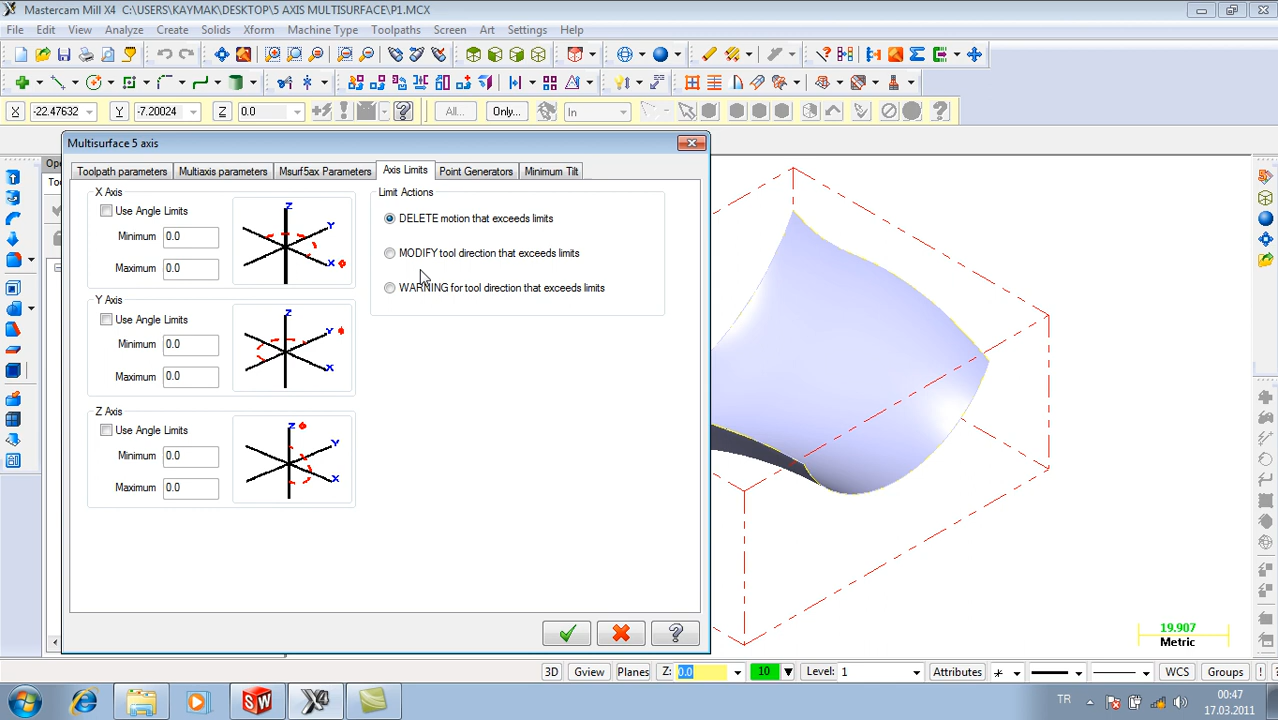 Mastercam Mill X4 C:\USERS\KAYMAK\DESKTOP\5 AXIS MULTISURFACE\P1.MCX
File Edit View Analyze Create Solids Xform Machine Type Toolpaths Screen Art Settings Help
X -22.47632 Y -7.20024 Z 0.0 All... Only... In
Multisurface 5 axis
Toolpath parameters Multiaxis parameters Msurf5ax Parameters Axis Limits Point Generators Minimum Tilt
X Axis
Use Angle Limits
Minimum 0.0
Maximum 0.0
Z Y X
Y Axis
Use Angle Limits
Minimum 0.0
Maximum 0.0
Z Y X
Z Axis
Use Angle Limits
Minimum 0.0
Maximum 0.0
Z Y X
Limit Actions
DELETE motion that exceeds limits
MODIFY tool direction that exceeds limits
WARNING for tool direction that exceeds limits
19.907
Metric
3D Gview Planes Z: 0.0 10 Level: 1 Attributes WCS Groups
TR 00:47
17.03.2011